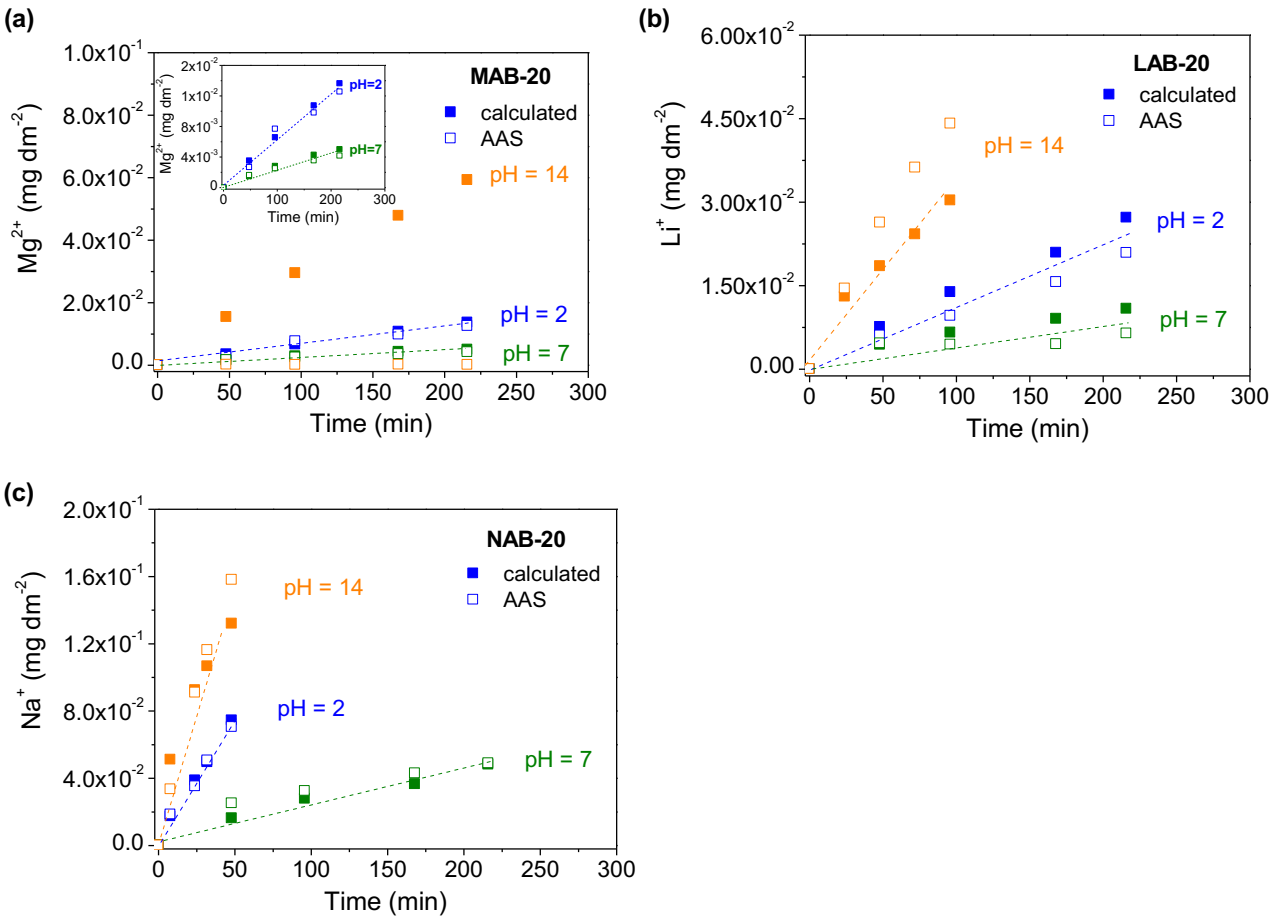 (a)
1.0x10⁻¹
8.0x10⁻²
6.0x10⁻²
4.0x10⁻²
2.0x10⁻²
0.0
Mg²⁺ (mg dm⁻²)
0 50 100 150 200 250 300
Time (min)
MAB-20
calculated
AAS
pH = 14
pH = 2
pH = 7
2x10⁻²
1x10⁻²
8x10⁻³
4x10⁻³
0
Mg²⁺ (mg dm⁻²)
0 100 200 300
Time (min)
pH=2
pH=7
(b)
6.00x10⁻²
4.50x10⁻²
3.00x10⁻²
1.50x10⁻²
0.00
Li⁺ (mg dm⁻²)
0 50 100 150 200 250 300
Time (min)
LAB-20
calculated
AAS
pH = 14
pH = 2
pH = 7
(c)
2.0x10⁻¹
1.6x10⁻¹
1.2x10⁻¹
8.0x10⁻²
4.0x10⁻²
0.0
Na⁺ (mg dm⁻²)
0 50 100 150 200 250 300
Time (min)
NAB-20
calculated
AAS
pH = 14
pH = 2
pH = 7